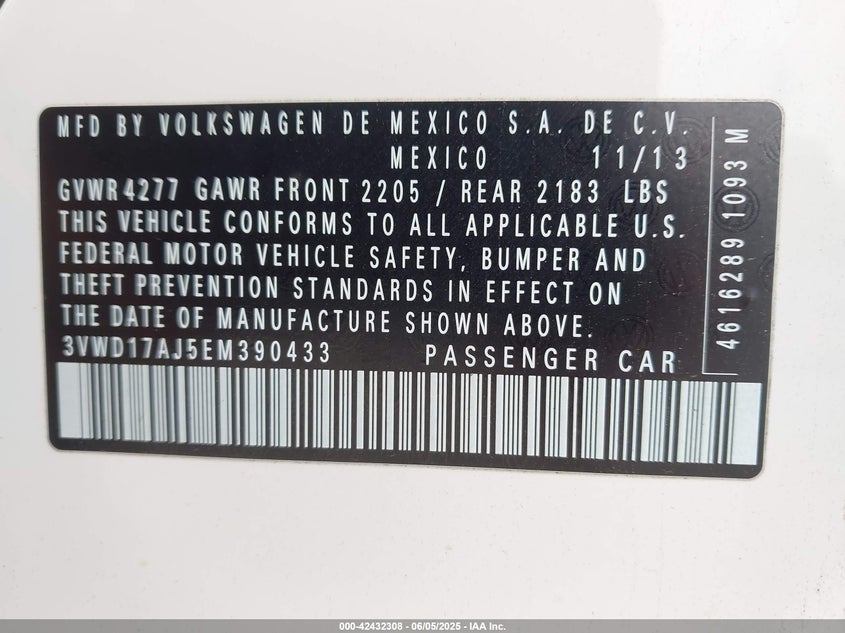 MFD BY VOLKSWAGEN DE MEXICO S.A. DE C.V.
MEXICO 11/13
GVWR 4277 GAWR FRONT 2205 / REAR 2183 LBS
THIS VEHICLE CONFORMS TO ALL APPLICABLE U.S.
FEDERAL MOTOR VEHICLE SAFETY, BUMPER AND
THEFT PREVENTION STANDARDS IN EFFECT ON
THE DATE OF MANUFACTURE SHOWN ABOVE.
3VWD17AJ5EM390433 PASSENGER CAR
4616289 1093 M
000-42432308 - 06/05/2025 - IAA Inc.